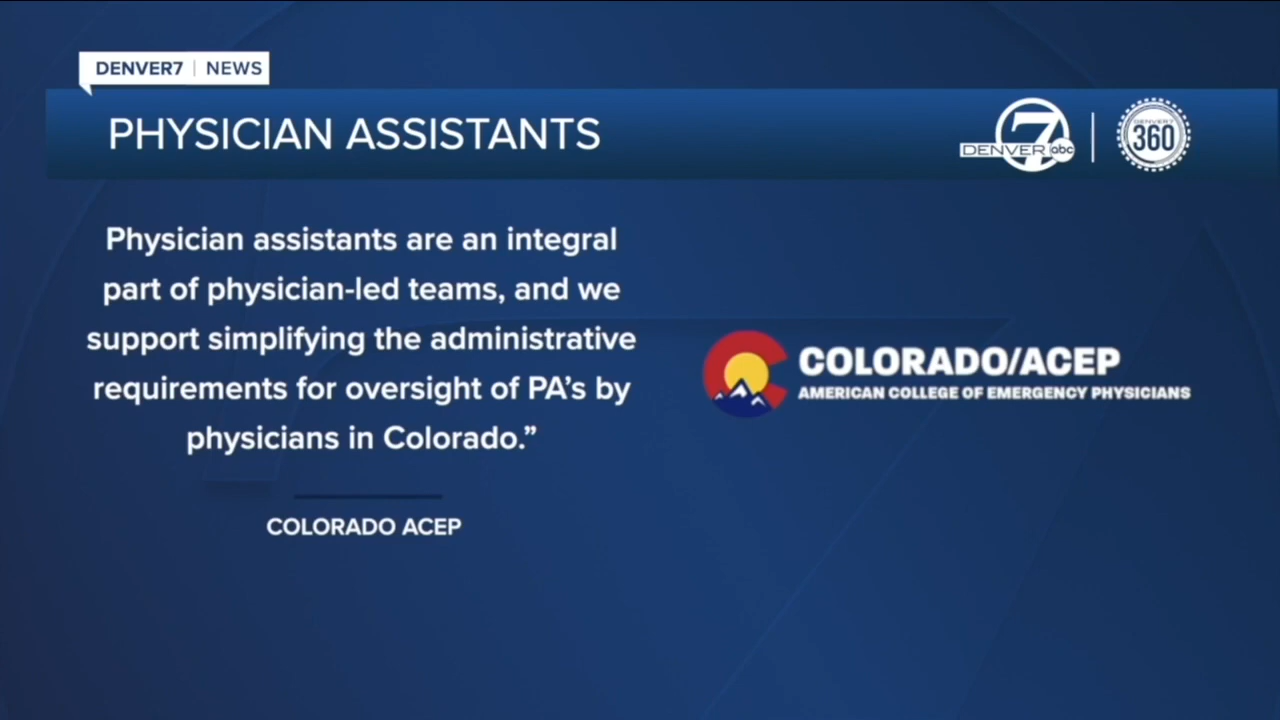 DENVER7 | NEWS
PHYSICIAN ASSISTANTS
7
DENVER abc
DENVER7
360
Physician assistants are an integral
part of physician-led teams, and we
support simplifying the administrative
requirements for oversight of PA’s by
physicians in Colorado.”
COLORADO ACEP
COLORADO/ACEP
AMERICAN COLLEGE OF EMERGENCY PHYSICIANS